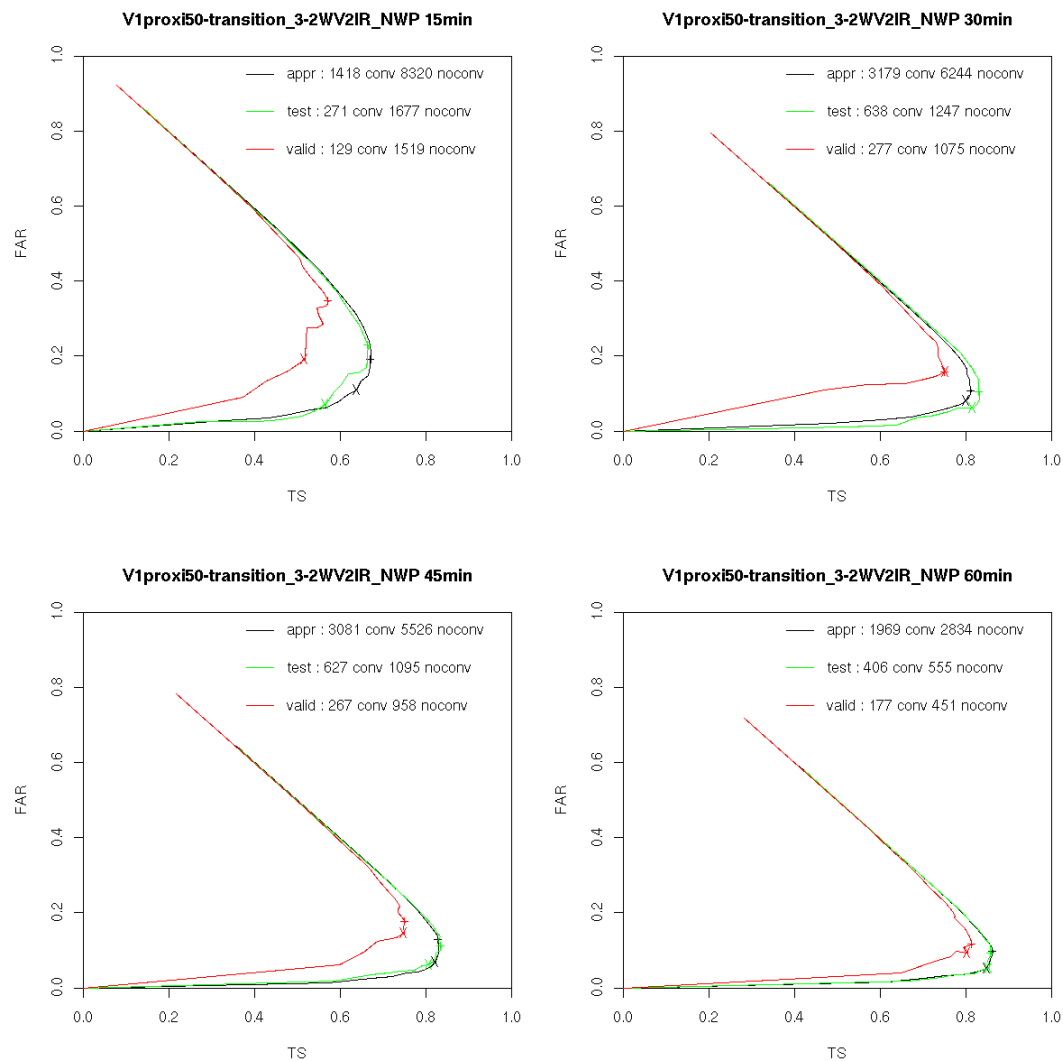 V1proxi50-transition_3-2WV2IR_NWP 15min
appr : 1418 conv 8320 noconv
test : 271 conv 1677 noconv
valid : 129 conv 1519 noconv
FAR
0.0 0.2 0.4 0.6 0.8 1.0
0.0 0.2 0.4 0.6 0.8 1.0
TS
V1proxi50-transition_3-2WV2IR_NWP 30min
appr : 3179 conv 6244 noconv
test : 638 conv 1247 noconv
valid : 277 conv 1075 noconv
FAR
0.0 0.2 0.4 0.6 0.8 1.0
0.0 0.2 0.4 0.6 0.8 1.0
TS
V1proxi50-transition_3-2WV2IR_NWP 45min
appr : 3081 conv 5526 noconv
test : 627 conv 1095 noconv
valid : 267 conv 958 noconv
FAR
0.0 0.2 0.4 0.6 0.8 1.0
0.0 0.2 0.4 0.6 0.8 1.0
TS
V1proxi50-transition_3-2WV2IR_NWP 60min
appr : 1969 conv 2834 noconv
test : 406 conv 555 noconv
valid : 177 conv 451 noconv
FAR
0.0 0.2 0.4 0.6 0.8 1.0
0.0 0.2 0.4 0.6 0.8 1.0
TS